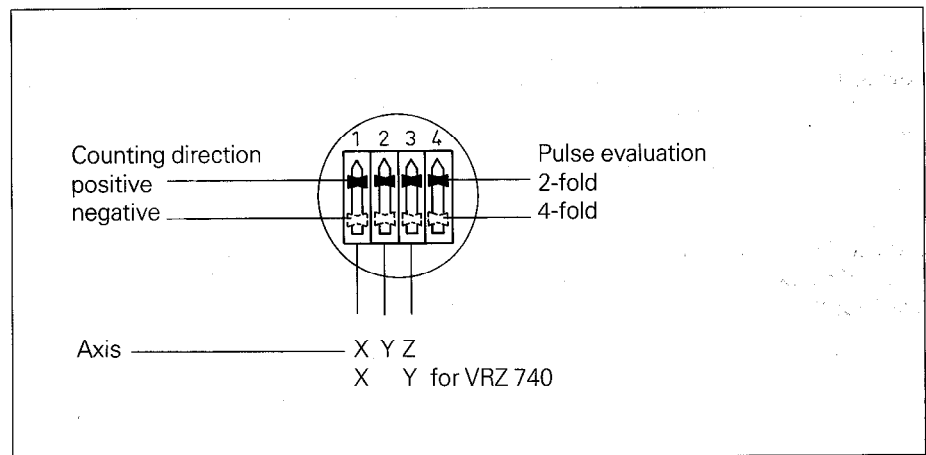 1 2 3 4
Counting direction
positive
negative
Pulse evaluation
2-fold
4-fold
Axis
X Y Z
X Y for VRZ 740